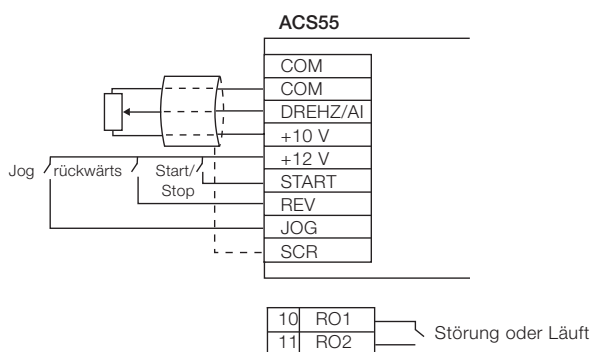 ACS55
COM
COM
DREHZ/AI
+10 V
+12 V
START
REV
JOG
SCR
Jog
rückwärts
Start/
Stop
10 RO1
11 RO2
Störung oder Läuft